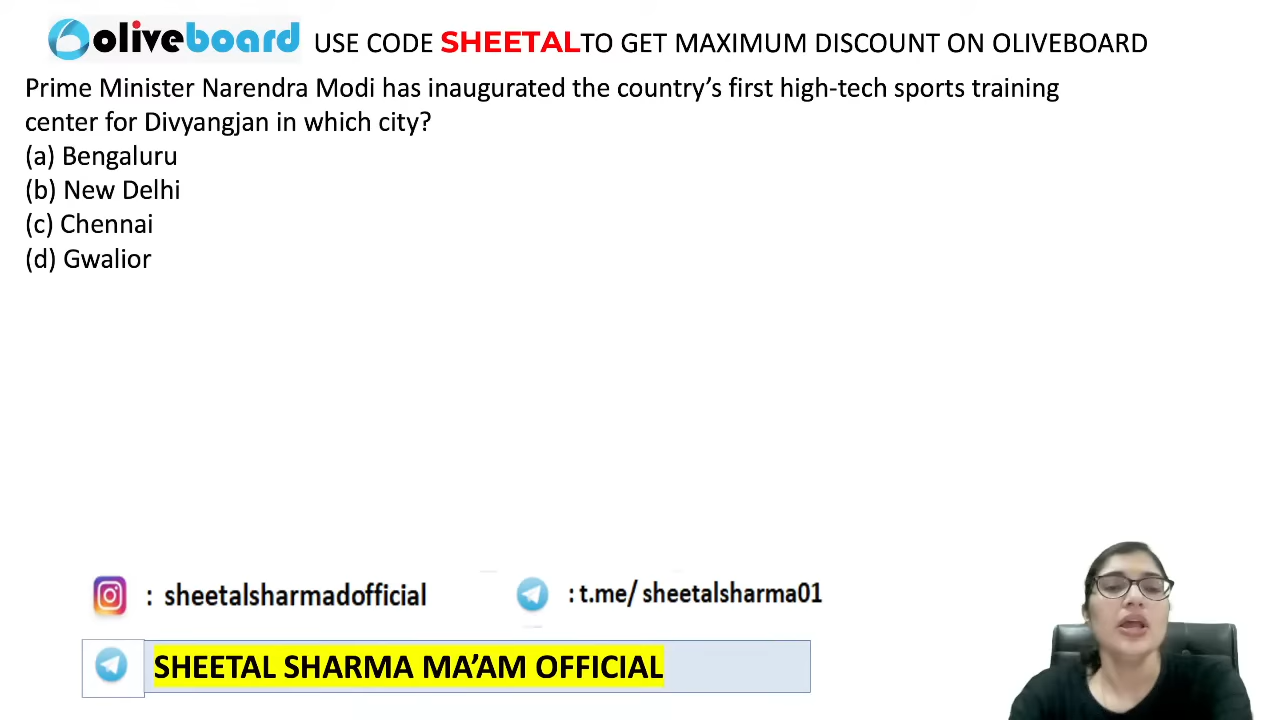 oliveboard USE CODE SHEETAL TO GET MAXIMUM DISCOUNT ON OLIVEBOARD
Prime Minister Narendra Modi has inaugurated the country’s first high-tech sports training
center for Divyangjan in which city?
(a) Bengaluru
(b) New Delhi
(c) Chennai
(d) Gwalior
: sheetalsharmadofficial
: t.me/ sheetalsharma01
SHEETAL SHARMA MA’AM OFFICIAL